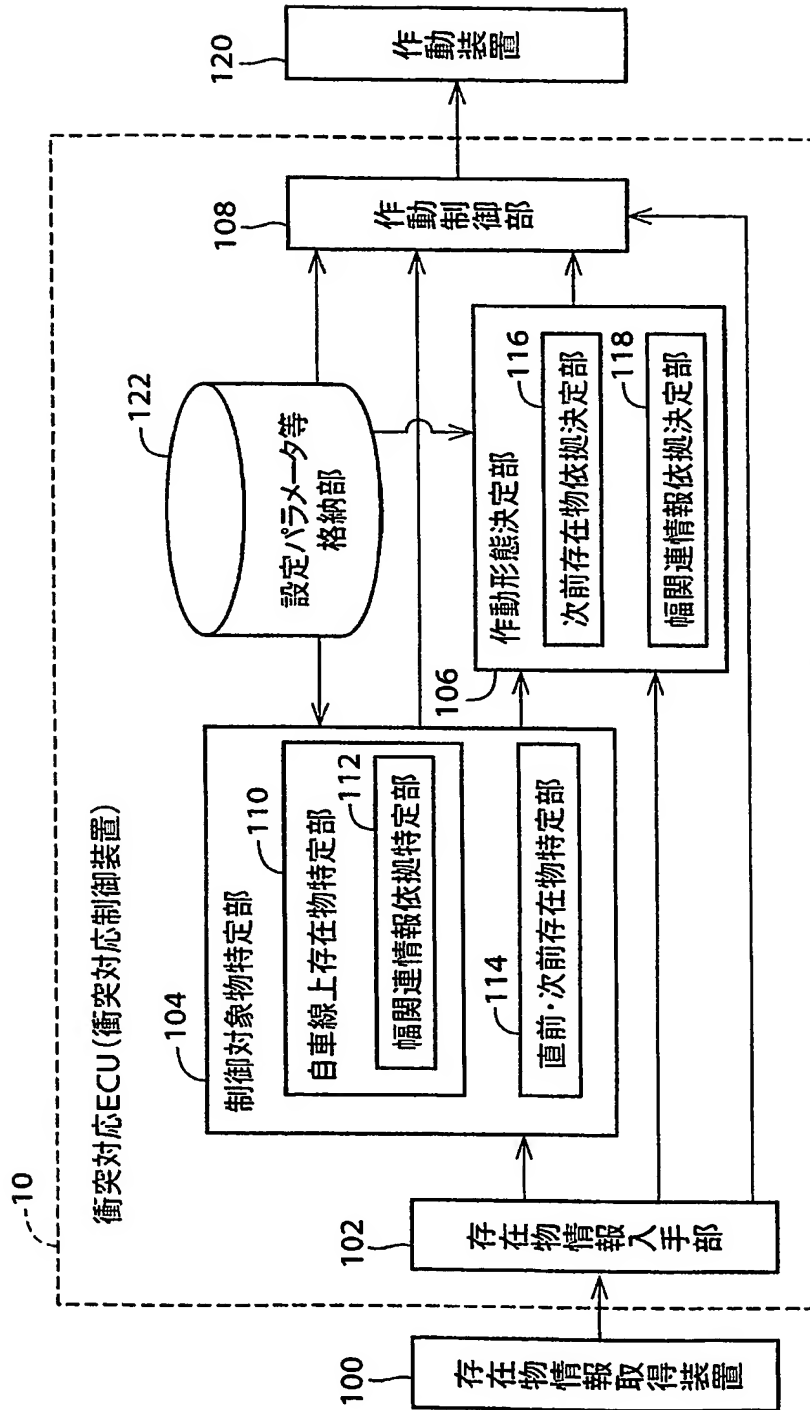 10
衝突対応ECU(衝突対応制御装置)
100
存在物情報取得装置
102
存在物情報入手部
104
制御対象物特定部
110
自車線上存在物特定部
112
幅関連情報依拠特定部
114
直前・次前存在物特定部
122
設定パラメータ等
格納部
106
作動形態決定部
116
次前存在物依拠決定部
118
幅関連情報依拠決定部
108
作動制御部
120
作動装置